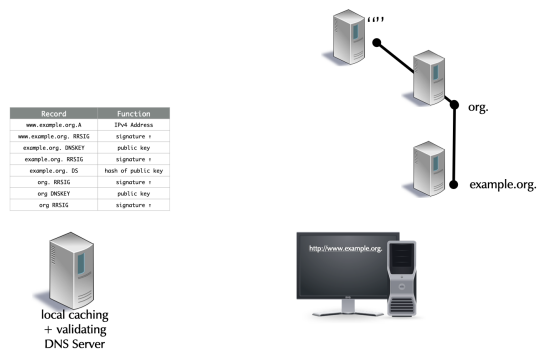 “”
org.
example.org.
Record Function
www.example.org.A IPv4 Address
www.example.org. RRSIG signature ↑
example.org. DNSKEY public key
example.org. RRSIG signature ↑
example.org. DS hash of public key
org. RRSIG signature ↑
org DNSKEY public key
org RRSIG signature ↑
http://www.example.org.
local caching
+ validating
DNS Server